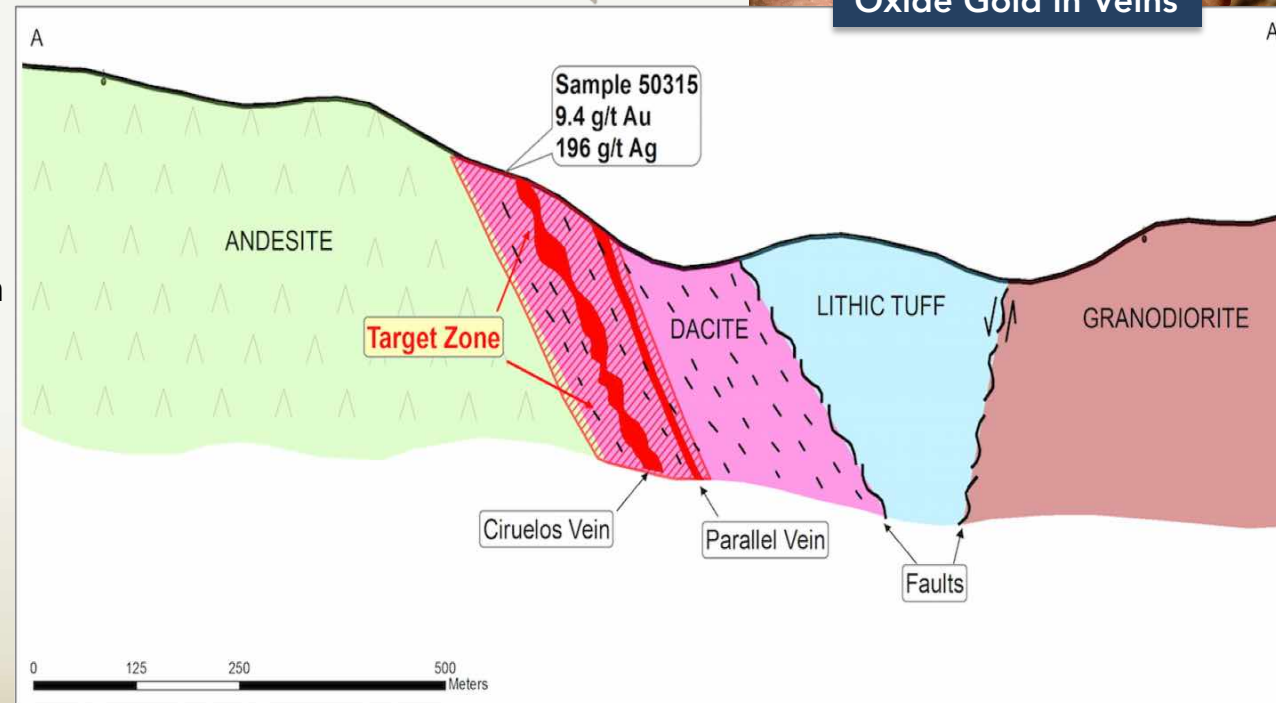 Oxide Gold in Veins
A
A
Sample 50315
9.4 g/t Au
196 g/t Ag
ANDESITE
Target Zone
DACITE
LITHIC TUFF
GRANODIORITE
Ciruelos Vein
Parallel Vein
Faults
0 125 250 500
Meters